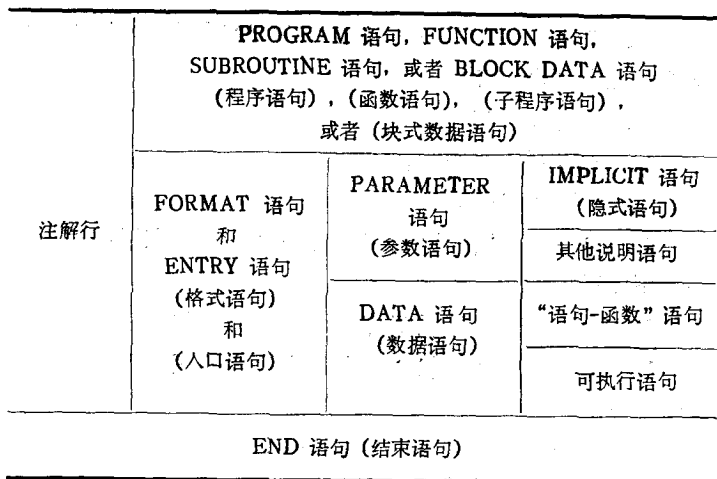 PROGRAM 语句, FUNCTION 语句,
SUBROUTINE 语句, 或者 BLOCK DATA 语句
(程序语句), (函数语句), (子程序语句),
或者 (块式数据语句)
注解行
FORMAT 语句
和
ENTRY 语句
(格式语句)
和
(入口语句)
PARAMETER
语句
(参数语句)
DATA 语句
(数据语句)
IMPLICIT 语句
(隐式语句)
其他说明语句
“语句-函数” 语句
可执行语句
END 语句 (结束语句)